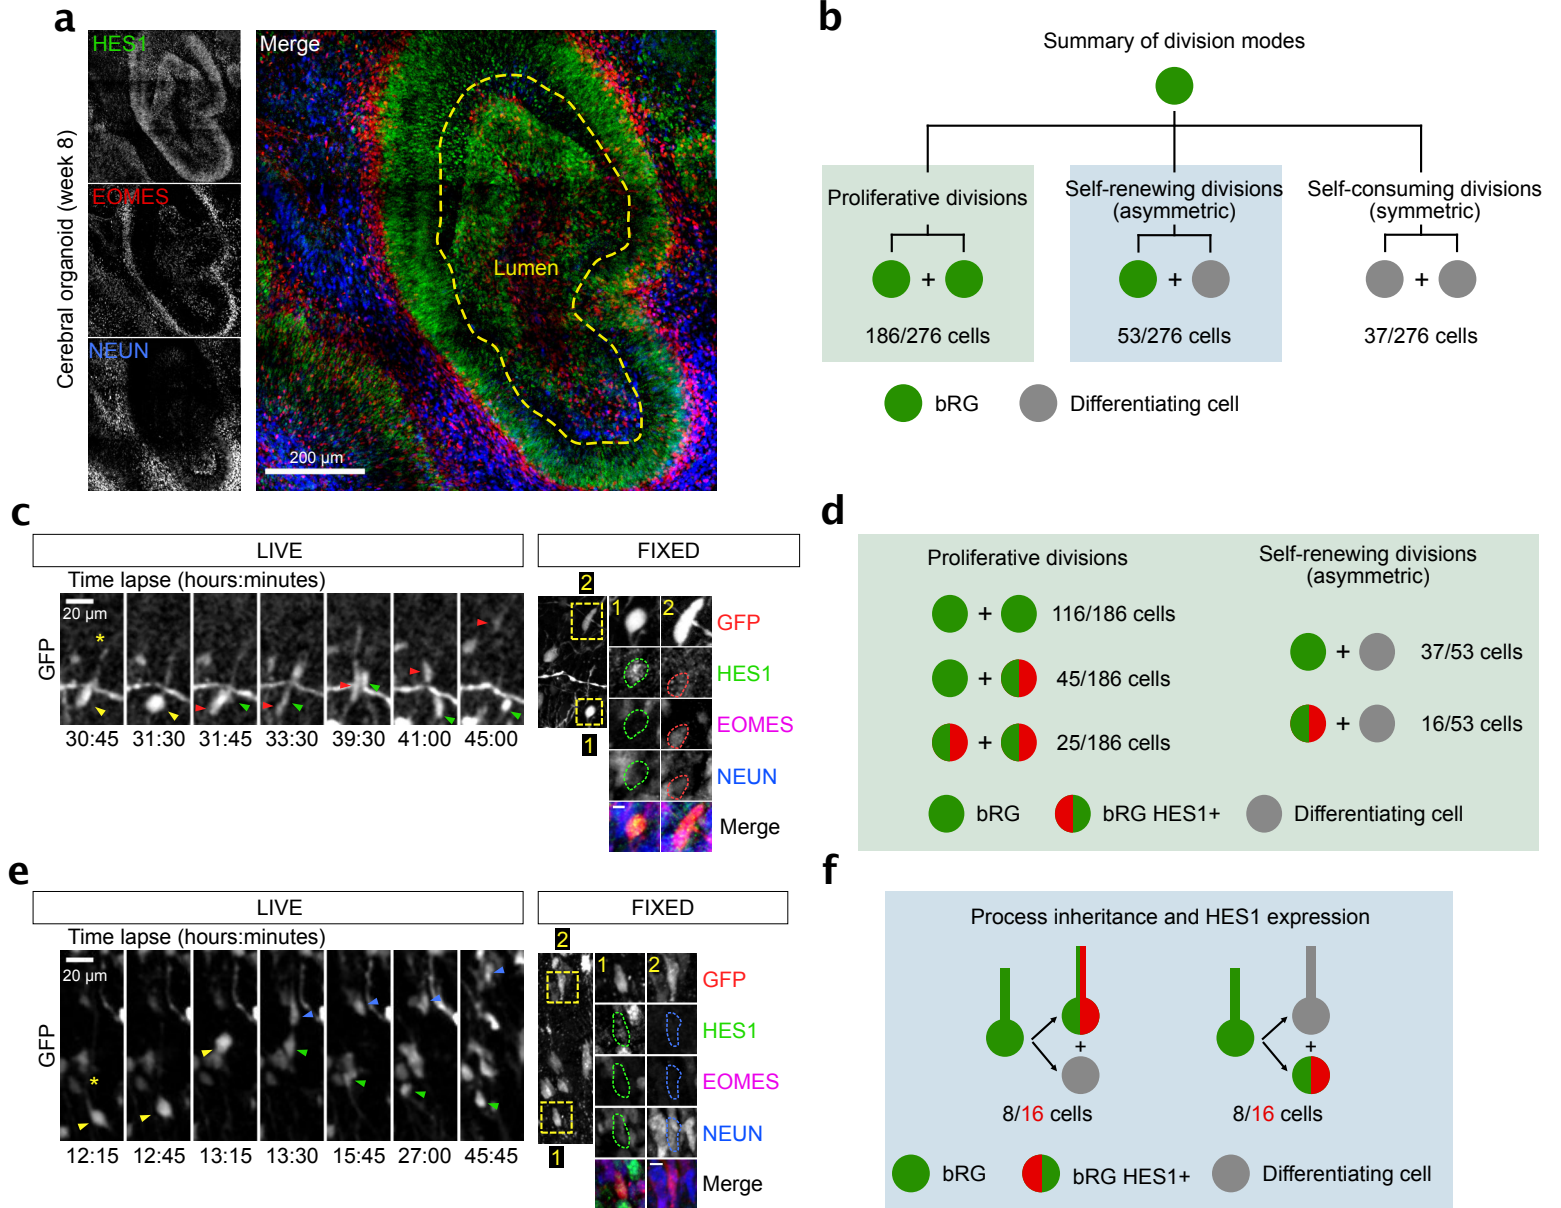 a
HES1
EOMES
NEUN
Cerebral organoid (week 8)
Merge
Lumen
200 µm
b
Summary of division modes
Proliferative divisions
+
186/276 cells
Self-renewing divisions
(asymmetric)
+
53/276 cells
Self-consuming divisions
(symmetric)
+
37/276 cells
bRG
Differentiating cell
c
LIVE
Time lapse (hours:minutes)
20 µm
*
GFP
30:45 31:30 31:45 33:30 39:30 41:00 45:00
FIXED
2
1
1 2
GFP
HES1
EOMES
NEUN
Merge
d
Proliferative divisions
+ 116/186 cells
+ 45/186 cells
+ 25/186 cells
Self-renewing divisions
(asymmetric)
+ 37/53 cells
+ 16/53 cells
bRG
bRG HES1+
Differentiating cell
e
LIVE
Time lapse (hours:minutes)
20 µm
*
GFP
12:15 12:45 13:15 13:30 15:45 27:00 45:45
FIXED
2
1
1 2
GFP
HES1
EOMES
NEUN
Merge
f
Process inheritance and HES1 expression
+
8/16 cells
+
8/16 cells
bRG
bRG HES1+
Differentiating cell